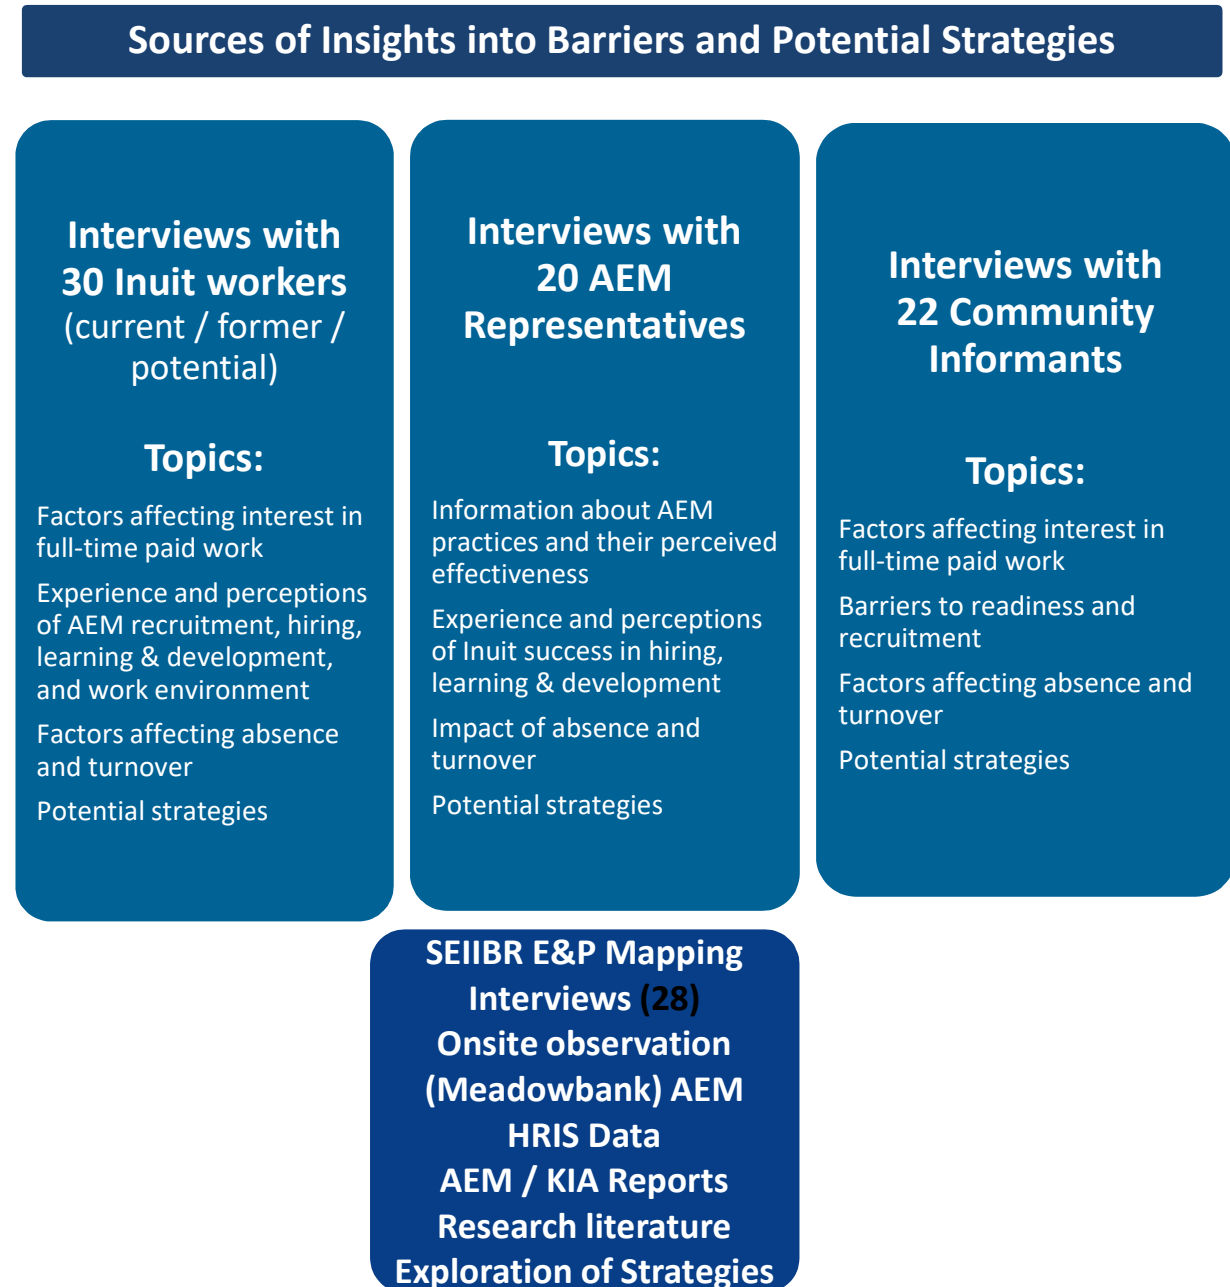 Sources of Insights into Barriers and Potential Strategies
Interviews with
30 Inuit workers
(current / former /
potential)
Topics:
Factors affecting interest in
full-time paid work
Experience and perceptions
of AEM recruitment, hiring,
learning & development,
and work environment
Factors affecting absence
and turnover
Potential strategies
Interviews with
20 AEM
Representatives
Topics:
Information about AEM
practices and their perceived
effectiveness
Experience and perceptions
of Inuit success in hiring,
learning & development
Impact of absence and
turnover
Potential strategies
Interviews with
22 Community
Informants
Topics:
Factors affecting interest in
full-time paid work
Barriers to readiness and
recruitment
Factors affecting absence and
turnover
Potential strategies
SEIIBR E&P Mapping
Interviews (28)
Onsite observation
(Meadowbank) AEM
HRIS Data
AEM / KIA Reports
Research literature
Exploration of Strategies